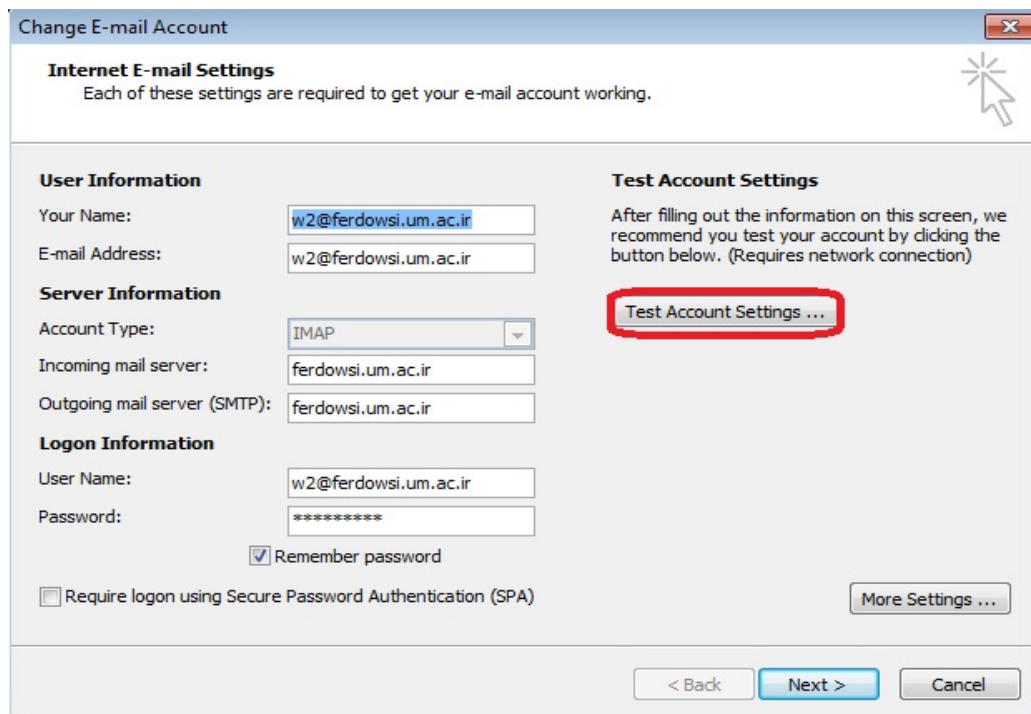 Change E-mail Account
Internet E-mail Settings
Each of these settings are required to get your e-mail account working.
User Information
Your Name:
w2@ferdowsi.um.ac.ir
E-mail Address:
w2@ferdowsi.um.ac.ir
Server Information
Account Type:
IMAP
Incoming mail server:
ferdowsi.um.ac.ir
Outgoing mail server (SMTP):
ferdowsi.um.ac.ir
Logon Information
User Name:
w2@ferdowsi.um.ac.ir
Password:
*********
Remember password
Require logon using Secure Password Authentication (SPA)
Test Account Settings
After filling out the information on this screen, we
recommend you test your account by clicking the
button below. (Requires network connection)
Test Account Settings ...
More Settings ...
< Back
Next >
Cancel